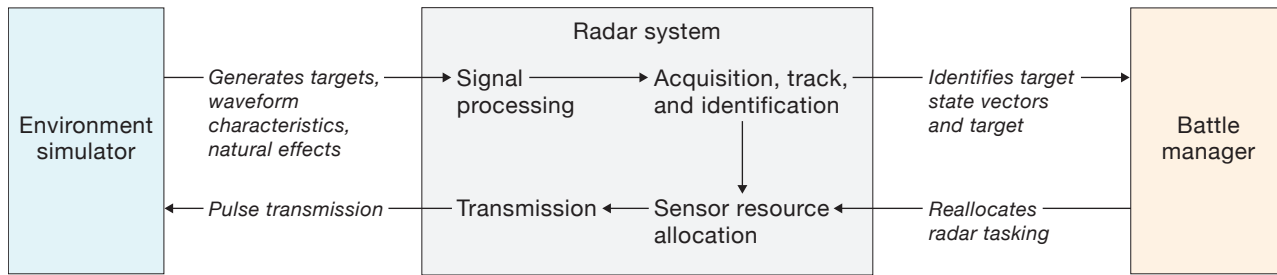 Radar system
Environment
simulator
Generates targets,
waveform
characteristics,
natural effects
Signal
processing
Acquisition, track,
and identification
Identifies target
state vectors
and target
Battle
manager
Pulse transmission
Transmission
Sensor resource
allocation
Reallocates
radar tasking